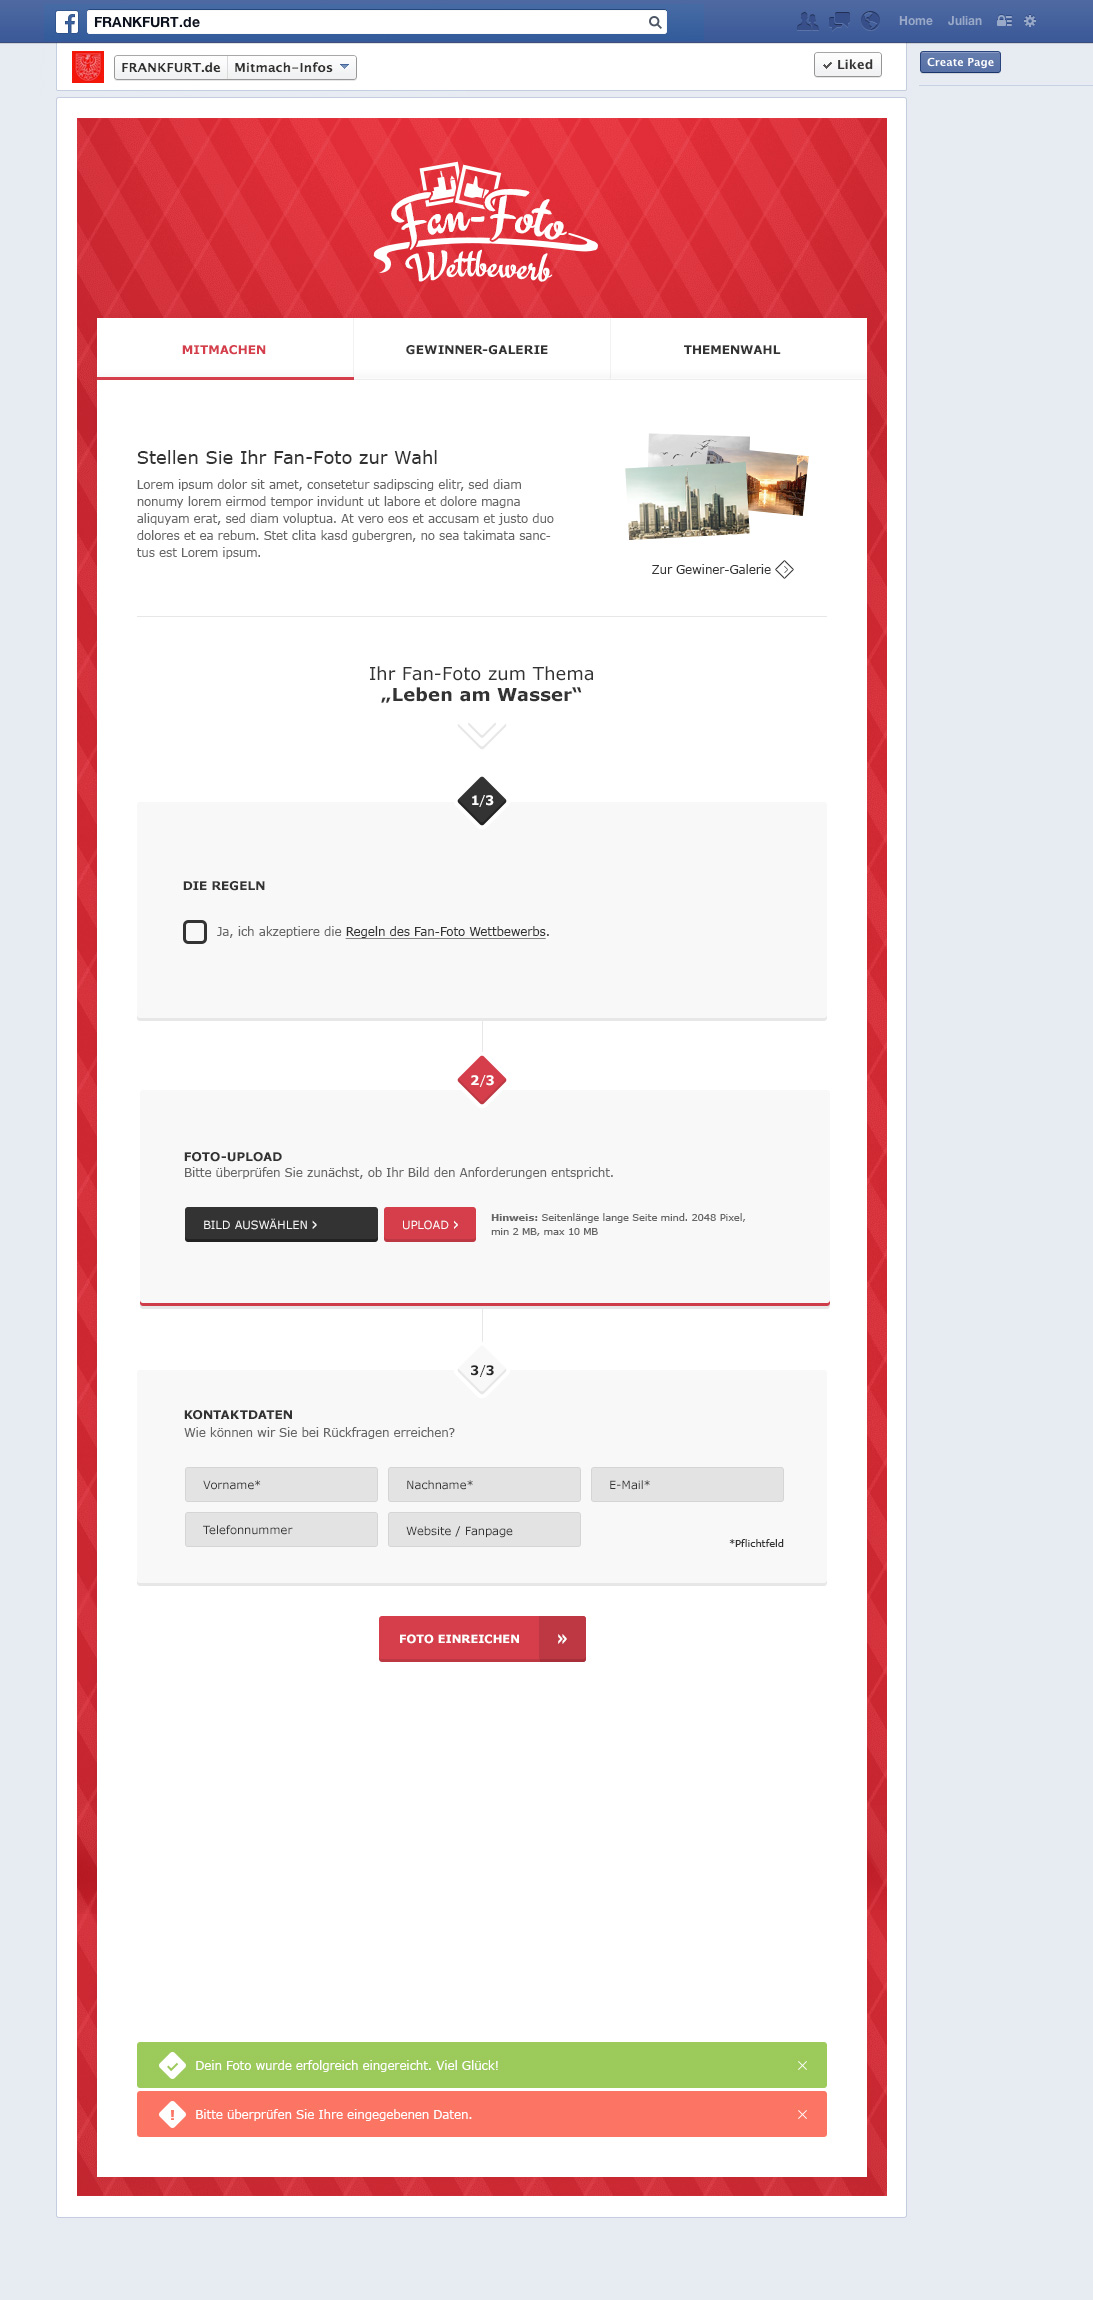 FRANKFURT.de
Home Julian
FRANKFURT.de Mitmach-Infos
Liked
Create Page
Fan-Foto
Wettbewerb
MITMACHEN GEWINNER-GALERIE THEMENWAHL
Stellen Sie Ihr Fan-Foto zur Wahl
Lorem ipsum dolor sit amet, consetetur sadipscing elitr, sed diam
nonumy lorem eirmod tempor invidunt ut labore et dolore magna
aliquyam erat, sed diam voluptua. At vero eos et accusam et justo duo
dolores et ea rebum. Stet clita kasd gubergren, no sea takimata sanc-
tus est Lorem ipsum.
Zur Gewiner-Galerie
Ihr Fan-Foto zum Thema
„Leben am Wasser“
1/3
DIE REGELN
Ja, ich akzeptiere die Regeln des Fan-Foto Wettbewerbs.
2/3
FOTO-UPLOAD
Bitte überprüfen Sie zunächst, ob Ihr Bild den Anforderungen entspricht.
BILD AUSWÄHLEN › UPLOAD ›
Hinweis: Seitenlänge lange Seite mind. 2048 Pixel,
min 2 MB, max 10 MB
3/3
KONTAKTDATEN
Wie können wir Sie bei Rückfragen erreichen?
Vorname* Nachname* E-Mail*
Telefonnummer Website / Fanpage
*Pflichtfeld
FOTO EINREICHEN »
Dein Foto wurde erfolgreich eingereicht. Viel Glück!
Bitte überprüfen Sie Ihre eingegebenen Daten.